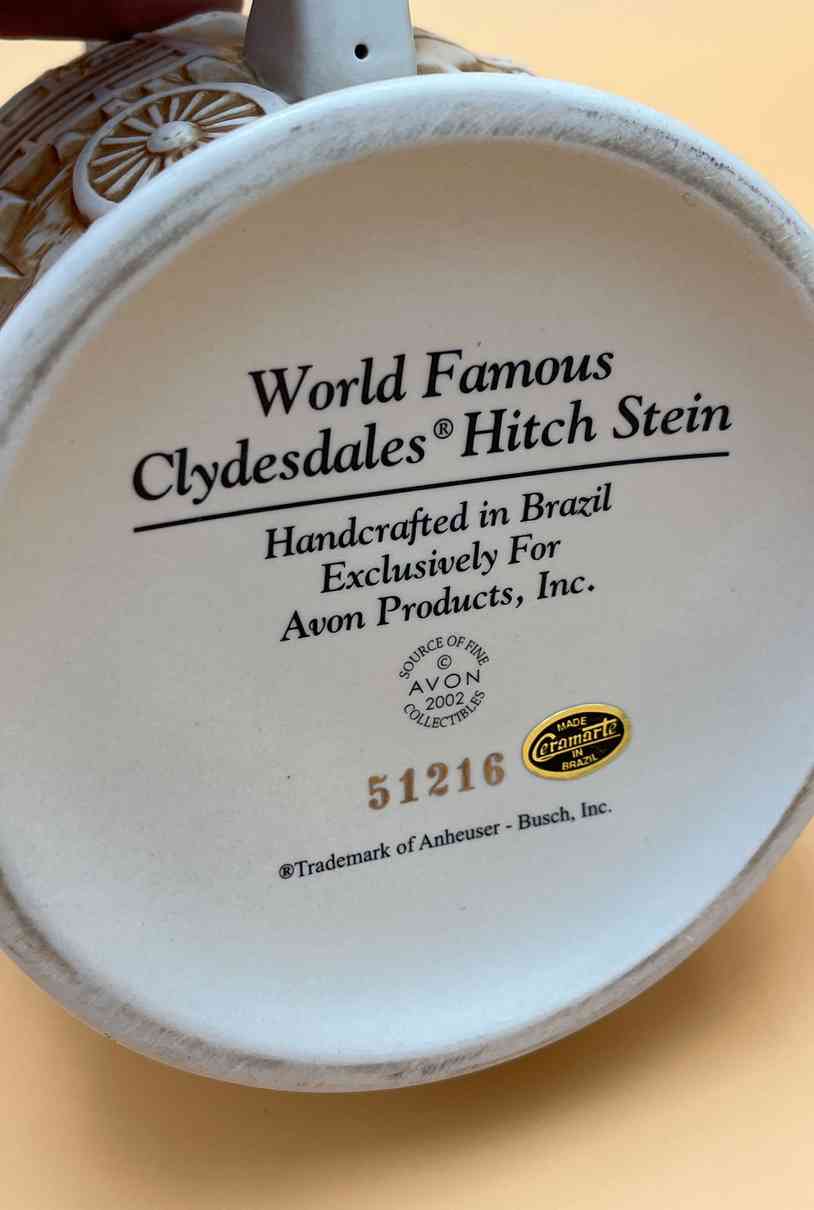 World Famous
Clydesdales® Hitch Stein
Handcrafted in Brazil
Exclusively For
Avon Products, Inc.
SOURCE OF FINE
©
AVON
2002
COLLECTIBLES
MADE
Ceramarte
IN
BRAZIL
51216
®Trademark of Anheuser - Busch, Inc.